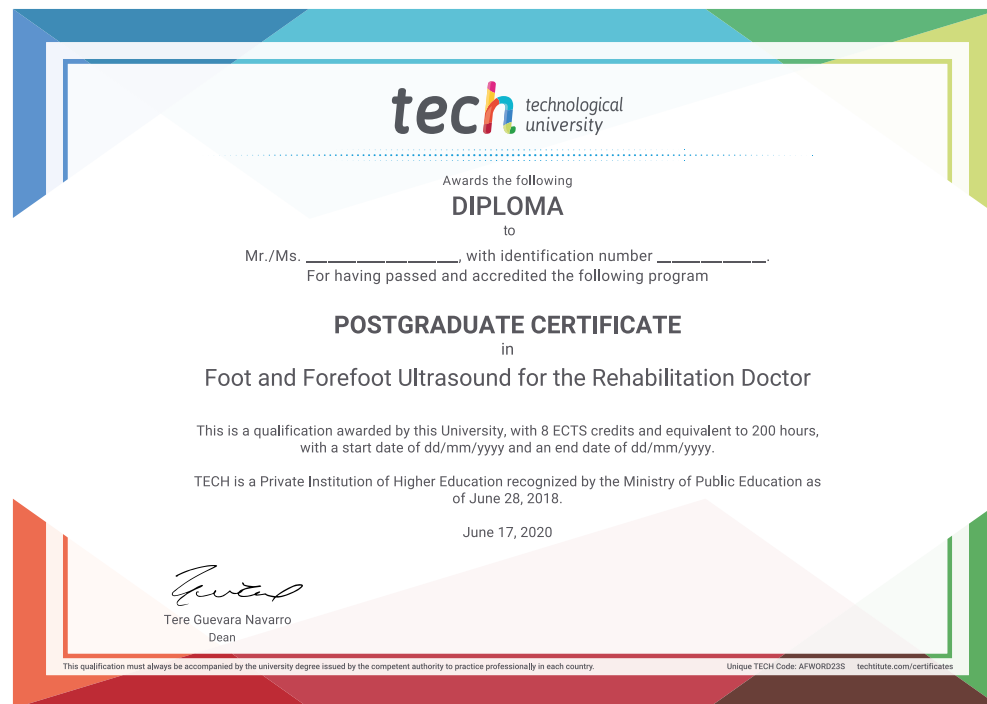 tech technological
university
Awards the following
DIPLOMA
to
Mr./Ms. ______________, with identification number __________.
For having passed and accredited the following program
POSTGRADUATE CERTIFICATE
in
Foot and Forefoot Ultrasound for the Rehabilitation Doctor
This is a qualification awarded by this University, with 8 ECTS credits and equivalent to 200 hours,
with a start date of dd/mm/yyyy and an end date of dd/mm/yyyy.
TECH is a Private Institution of Higher Education recognized by the Ministry of Public Education as
of June 28, 2018.
June 17, 2020
Tere Guevara Navarro
Dean
This qualification must always be accompanied by the university degree issued by the competent authority to practice professionally in each country.
Unique TECH Code: AFWORD23S techtitute.com/certificates